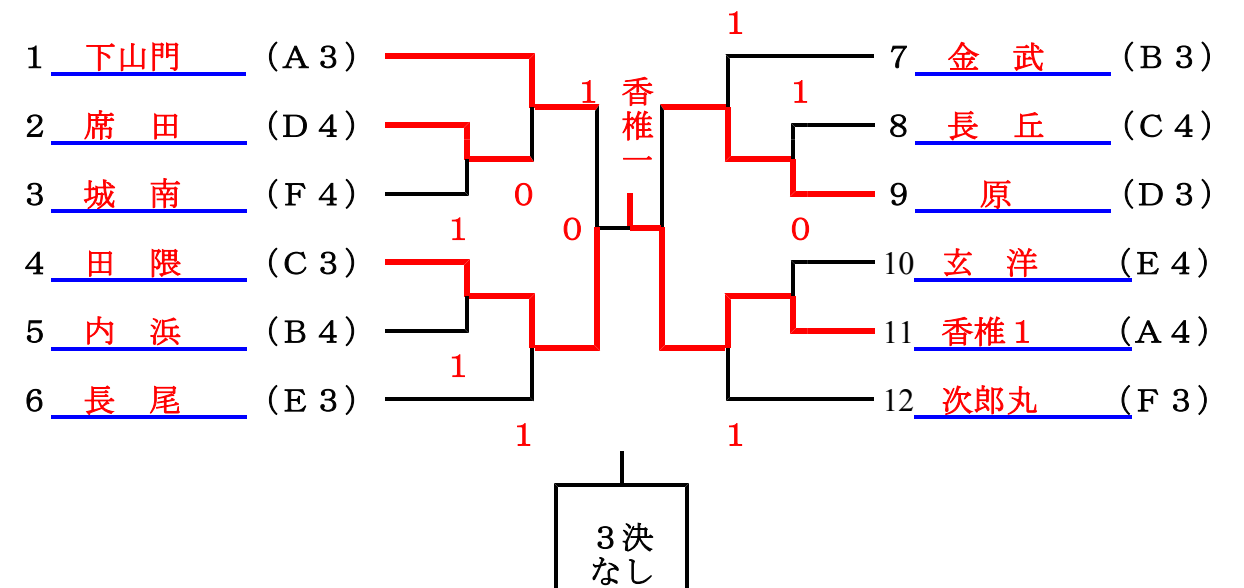 1 下山門 (A3)
2 席 田 (D4)
3 城 南 (F4)
4 田 隈 (C3)
5 内 浜 (B4)
6 長 尾 (E3)
1
0
1
0
1
1
香椎一
1
1
0
1
7 金 武 (B3)
8 長 丘 (C4)
9 原 (D3)
10 玄 洋 (E4)
11 香椎1 (A4)
12 次郎丸 (F3)
3決
なし